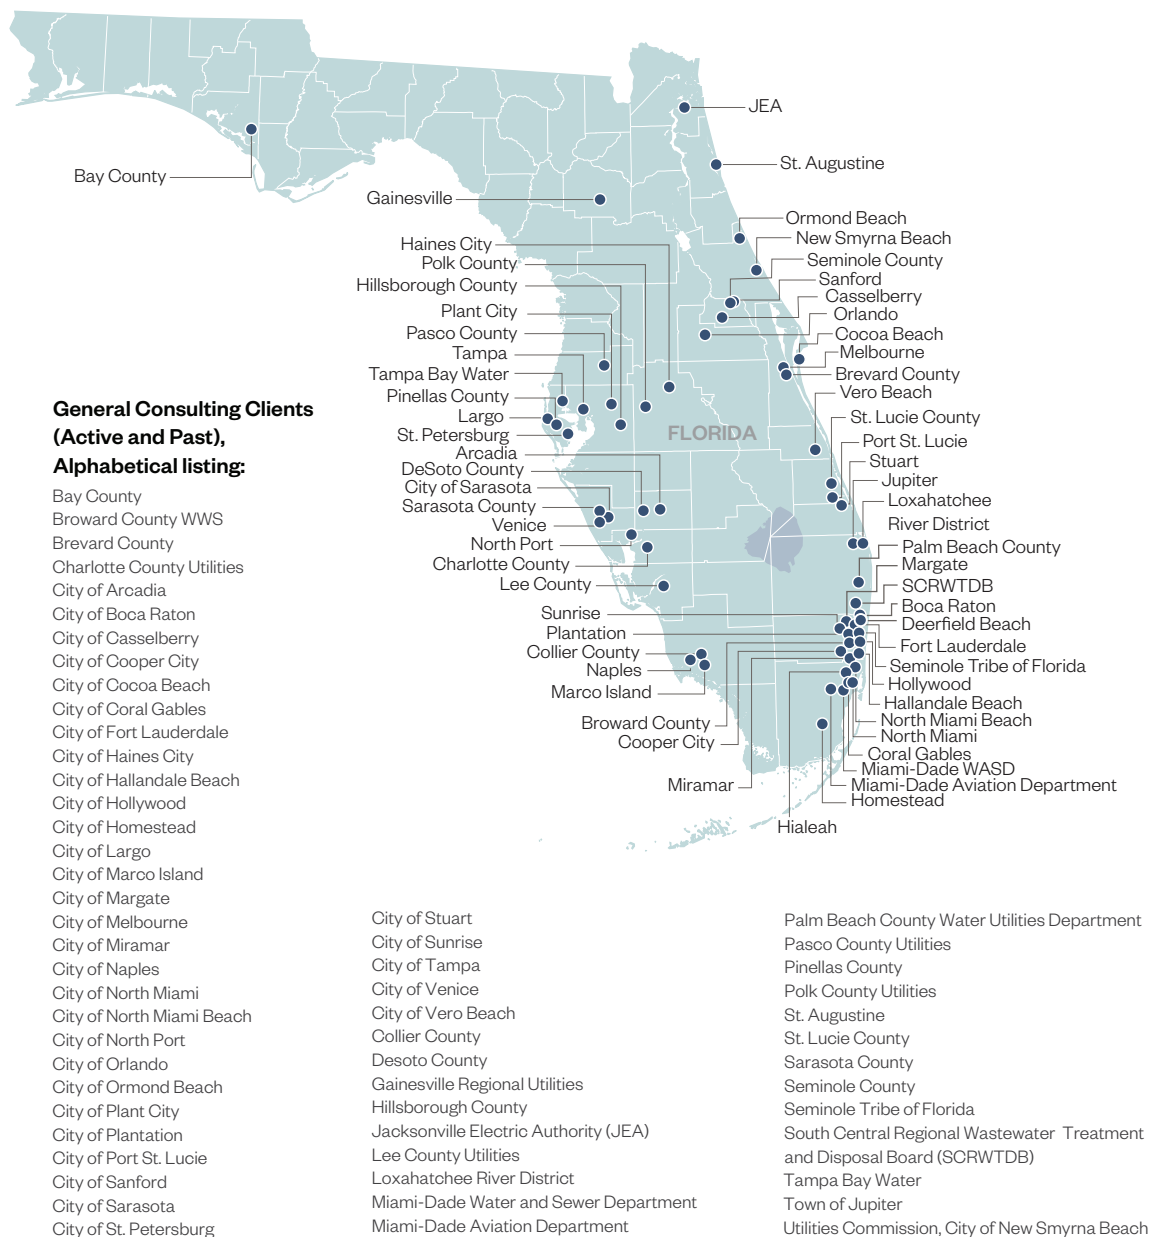 JEA
St. Augustine
Bay County
Gainesville
Ormond Beach
New Smyrna Beach
Seminole County
Sanford
Casselberry
Orlando
Cocoa Beach
Melbourne
Brevard County
Vero Beach
St. Lucie County
Port St. Lucie
Stuart
Jupiter
Loxahatchee
River District
Palm Beach County
Margate
SCRWTDB
Boca Raton
Deerfield Beach
Fort Lauderdale
Seminole Tribe of Florida
Hollywood
Hallandale Beach
North Miami Beach
North Miami
Coral Gables
Miami-Dade WASD
Miami-Dade Aviation Department
Homestead
Hialeah
Haines City
Polk County
Hillsborough County
Plant City
Pasco County
Tampa
Tampa Bay Water
Pinellas County
Largo
St. Petersburg
Arcadia
DeSoto County
City of Sarasota
Sarasota County
Venice
North Port
Charlotte County
Lee County
Sunrise
Plantation
Collier County
Naples
Marco Island
Broward County
Cooper City
Miramar
FLORIDA
General Consulting Clients
(Active and Past),
Alphabetical listing:
Bay County
Broward County WWS
Brevard County
Charlotte County Utilities
City of Arcadia
City of Boca Raton
City of Casselberry
City of Cooper City
City of Cocoa Beach
City of Coral Gables
City of Fort Lauderdale
City of Haines City
City of Hallandale Beach
City of Hollywood
City of Homestead
City of Largo
City of Marco Island
City of Margate
City of Melbourne
City of Miramar
City of Naples
City of North Miami
City of North Miami Beach
City of North Port
City of Orlando
City of Ormond Beach
City of Plant City
City of Plantation
City of Port St. Lucie
City of Sanford
City of Sarasota
City of St. Petersburg
City of Stuart
City of Sunrise
City of Tampa
City of Venice
City of Vero Beach
Collier County
Desoto County
Gainesville Regional Utilities
Hillsborough County
Jacksonville Electric Authority (JEA)
Lee County Utilities
Loxahatchee River District
Miami-Dade Water and Sewer Department
Miami-Dade Aviation Department
Palm Beach County Water Utilities Department
Pasco County Utilities
Pinellas County
Polk County Utilities
St. Augustine
St. Lucie County
Sarasota County
Seminole County
Seminole Tribe of Florida
South Central Regional Wastewater Treatment
and Disposal Board (SCRWTDB)
Tampa Bay Water
Town of Jupiter
Utilities Commission, City of New Smyrna Beach